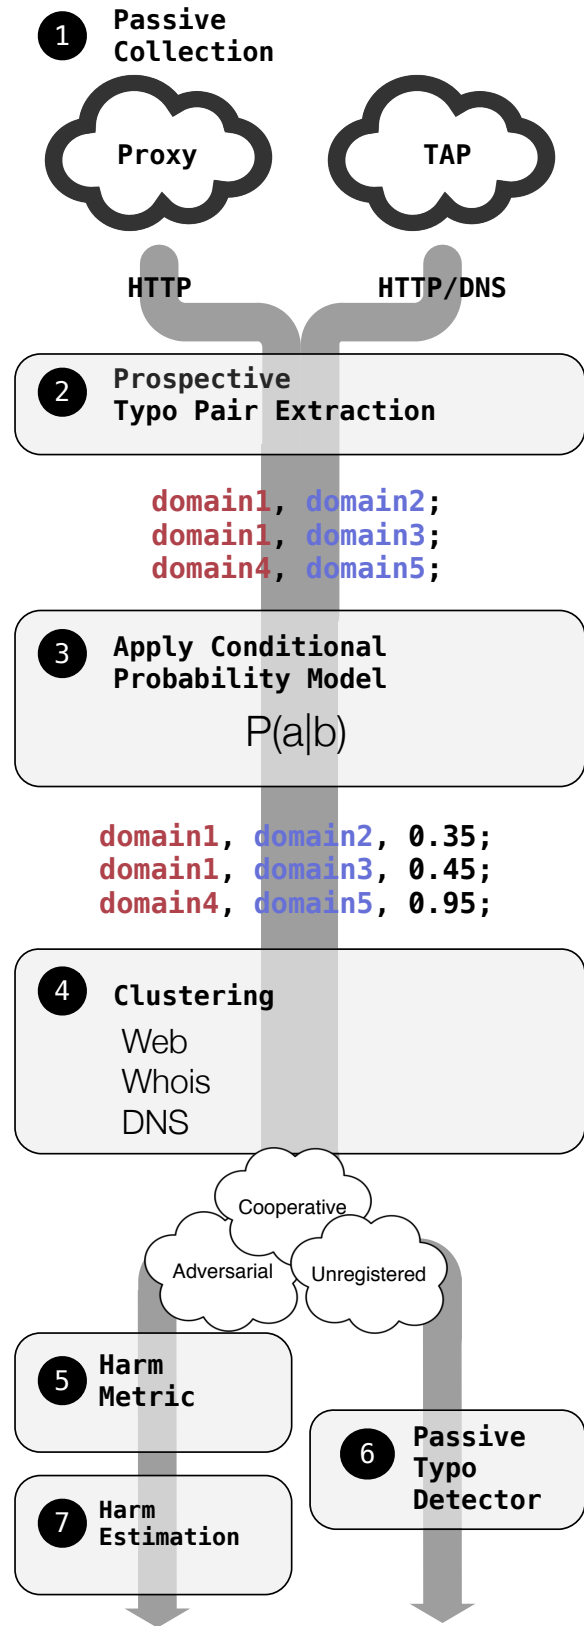 1 Passive
Collection
Proxy
TAP
HTTP
HTTP/DNS
2 Prospective
Typo Pair Extraction
domain1, domain2;
domain1, domain3;
domain4, domain5;
3 Apply Conditional
Probability Model
P(a|b)
domain1, domain2, 0.35;
domain1, domain3, 0.45;
domain4, domain5, 0.95;
4 Clustering
Web
Whois
DNS
Cooperative
Adversarial
Unregistered
5 Harm
Metric
6 Passive
Typo
Detector
7 Harm
Estimation